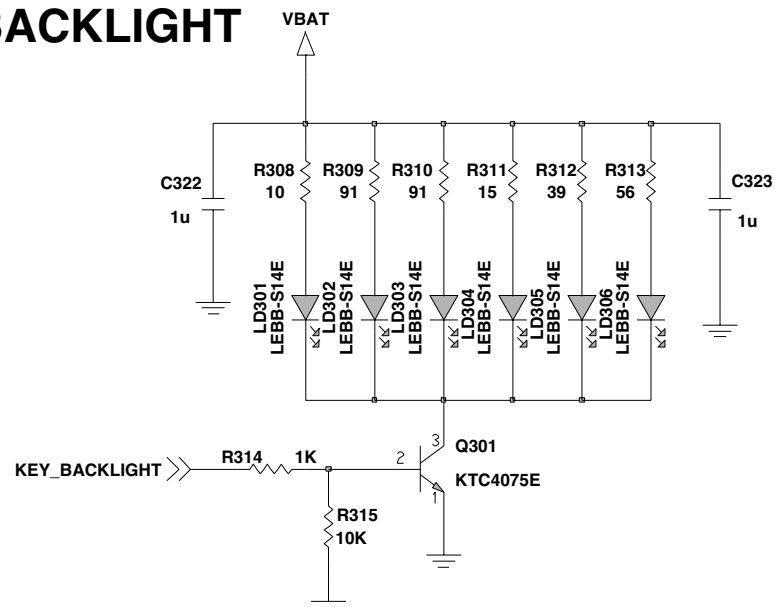 BACKLIGHT
VBAT
R308 10
R309 91
R310 91
R311 15
R312 39
R313 56
C322 1u
C323 1u
LD301 LEBB-S14E
LD302 LEBB-S14E
LD303 LEBB-S14E
LD304 LEBB-S14E
LD305 LEBB-S14E
LD306 LEBB-S14E
3
Q301
2
KTC4075E
1
KEY_BACKLIGHT
R314 1K
R315
10K